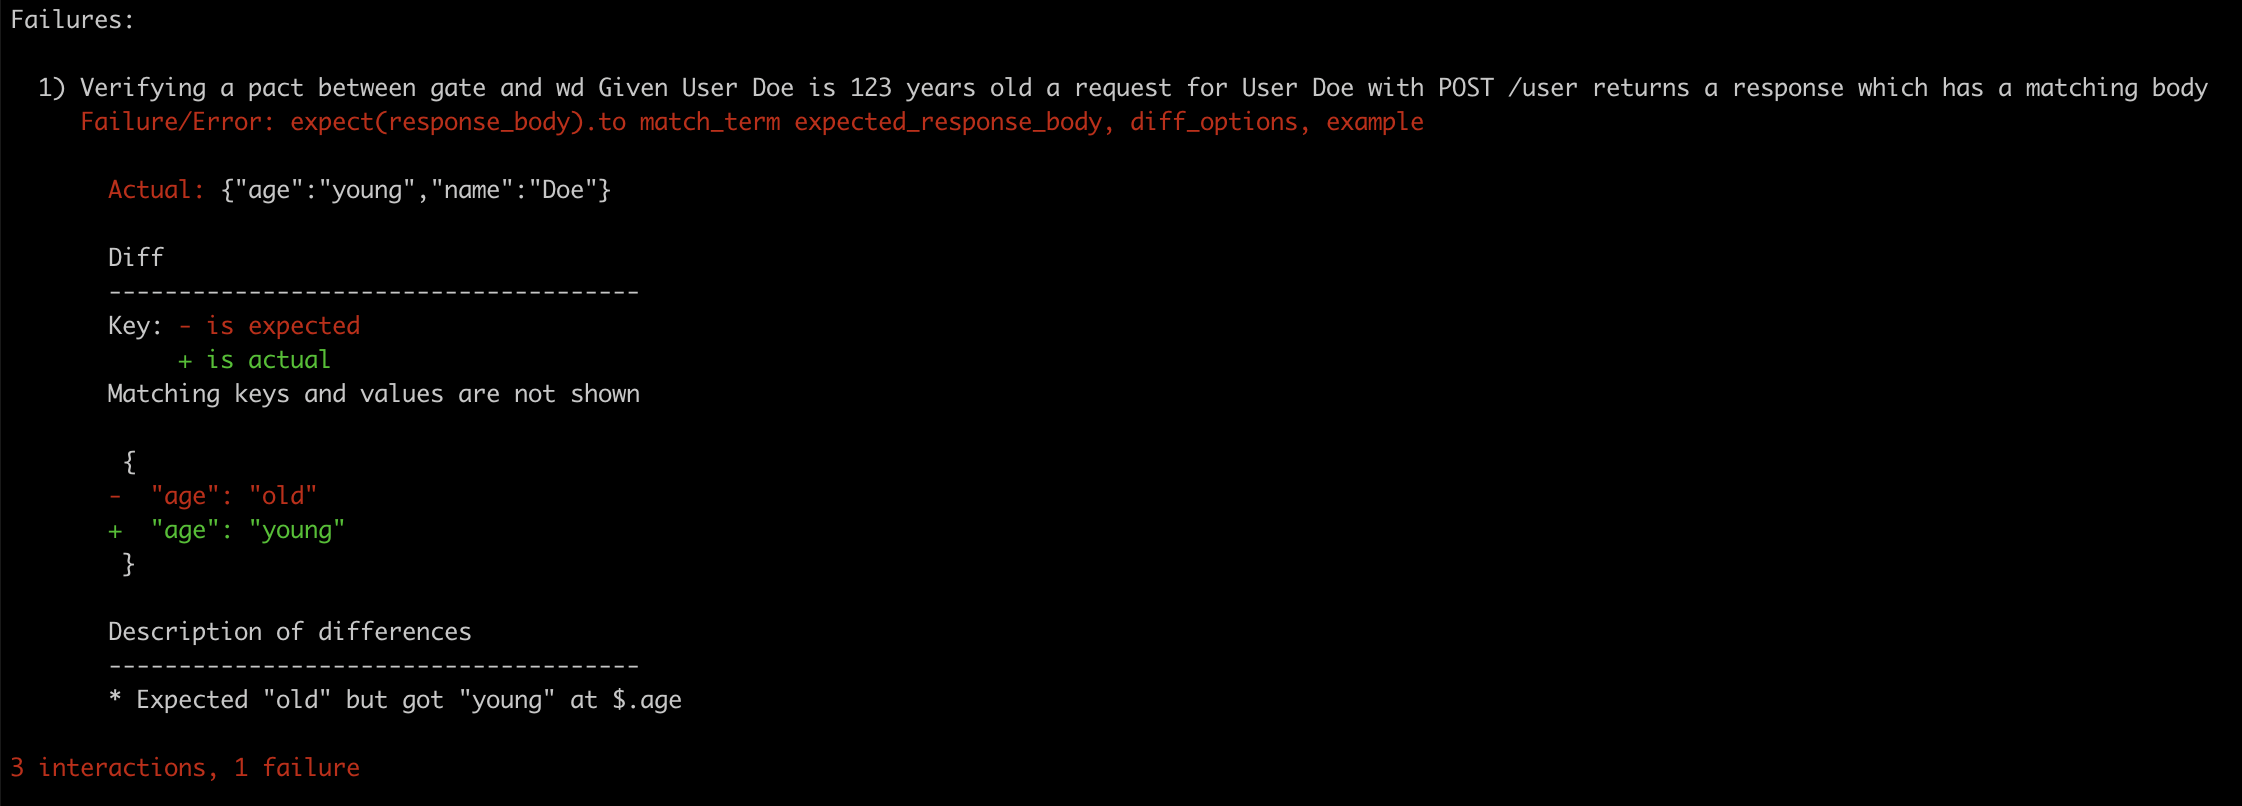 Failures:
1) Verifying a pact between gate and wd Given User Doe is 123 years old a request for User Doe with POST /user returns a response which has a matching body
Failure/Error: expect(response_body).to match_term expected_response_body, diff_options, example
Actual: {"age":"young","name":"Doe"}
Diff
--------------------------------------
Key: - is expected
+ is actual
Matching keys and values are not shown
{
-  "age": "old"
+  "age": "young"
}
Description of differences
--------------------------------------
* Expected "old" but got "young" at $.age
3 interactions, 1 failure